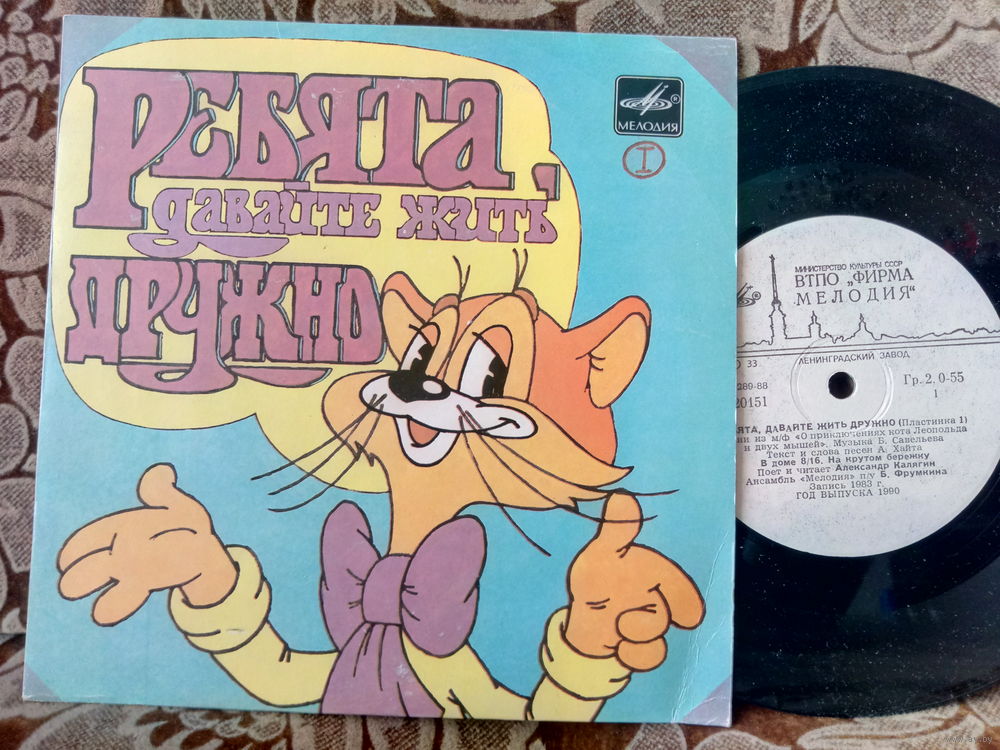 РЕБЯТА,
давайте жить
дружно
МЕЛОДИЯ
I
МИНИСТЕРСТВО КУЛЬТУРЫ СССР
ВТПО „ФИРМА
МЕЛОДИЯ“
ЛЕНИНГРАДСКИЙ ЗАВОД
33
289-88
Гр. 2. 0-55
20151
1
ЯТА, ДАВАЙТЕ ЖИТЬ ДРУЖНО (Пластинка 1)
из м/ф «О приключениях кота Леопольда
и двух мышей». Музыка Б. Савельева
Текст и слова песен А. Хайта
В доме 8/16. На крутом бережку
Поет и читает Александр Калягин
Ансамбль «Мелодия» п/у Б. Фрумкина
Запись 1983 г.
ГОД ВЫПУСКА 1990